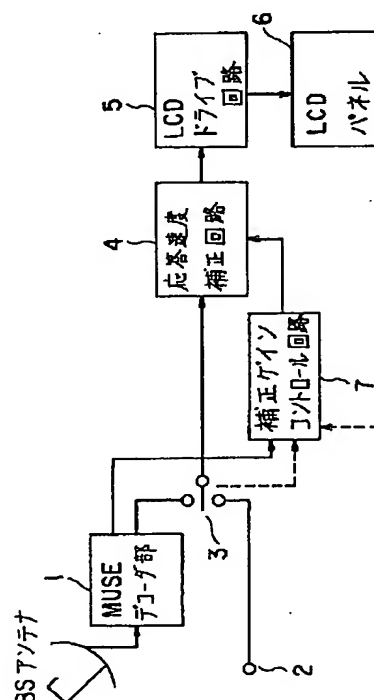 BSアンテナ
1
MUSE
デコーダ部
2
3
4
応答速度
補正回路
5
LCD
ドライブ
回路
6
LCD
パネル
補正ゲイン
コントロール回路
7